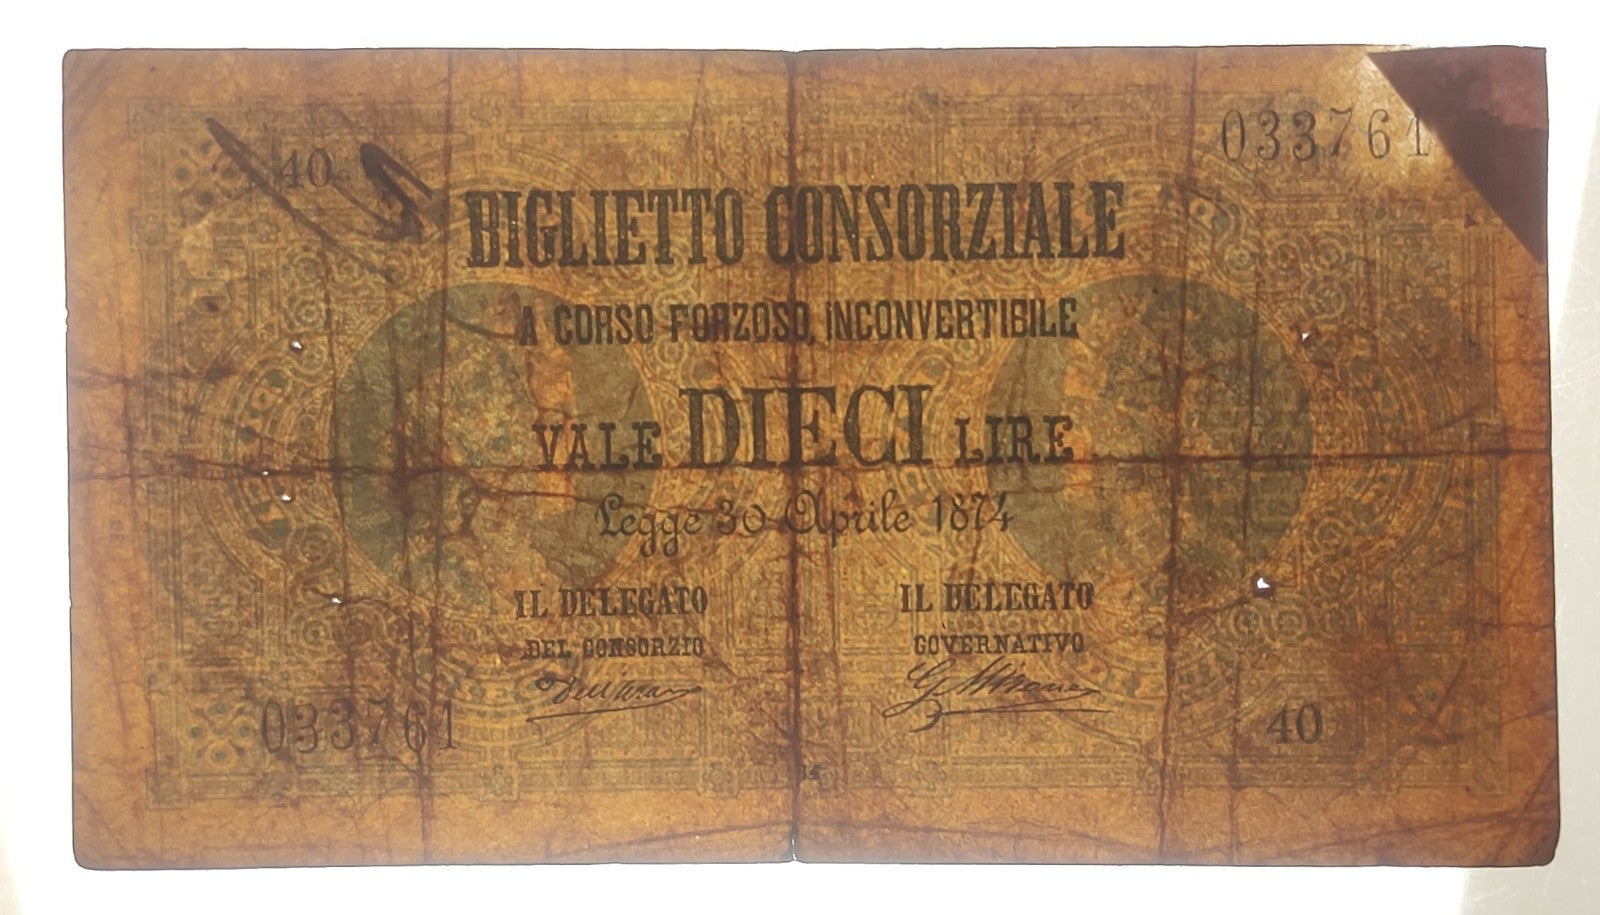 033761
40
BIGLIETTO CONSORZIALE
A CORSO FORZOSO, INCONVERTIBILE
VALE DIECI LIRE
Legge 30 Aprile 1874
IL DELEGATO
DEL CONSORZIO
IL DELEGATO
GOVERNATIVO
033761
40